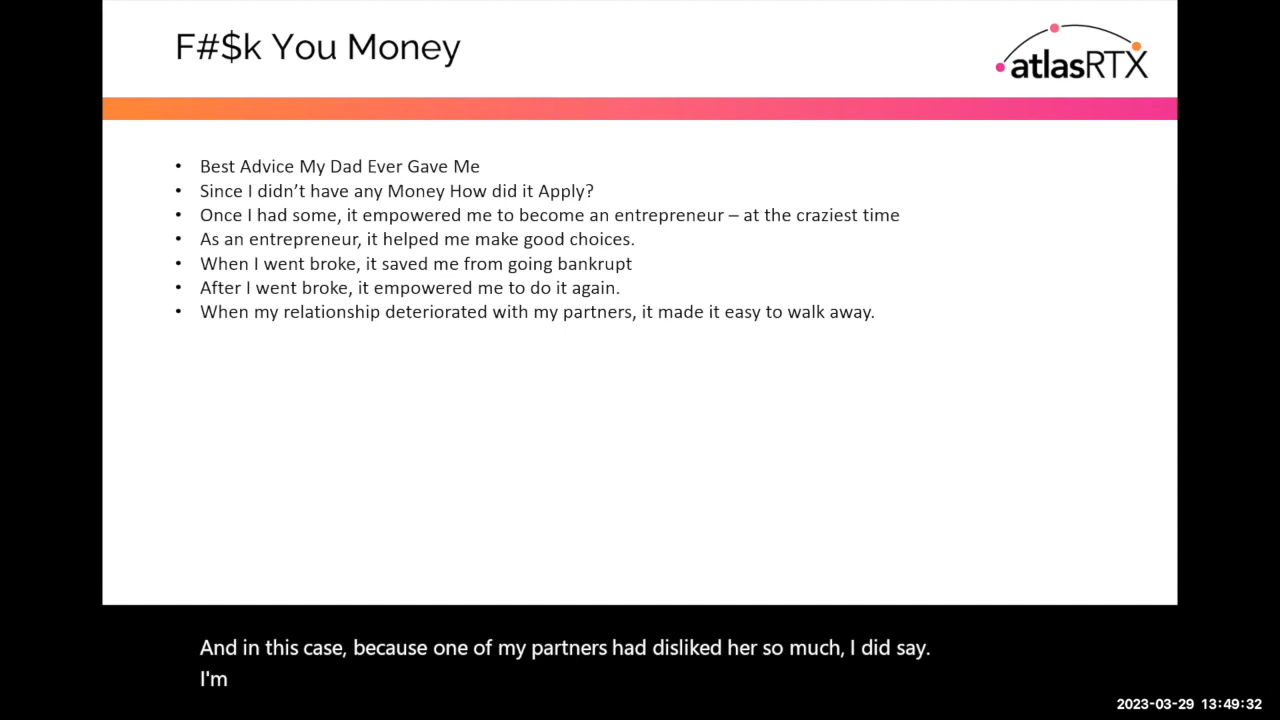 F#$k You Money
atlasRTX
• Best Advice My Dad Ever Gave Me
• Since I didn’t have any Money How did it Apply?
• Once I had some, it empowered me to become an entrepreneur – at the craziest time
• As an entrepreneur, it helped me make good choices.
• When I went broke, it saved me from going bankrupt
• After I went broke, it empowered me to do it again.
• When my relationship deteriorated with my partners, it made it easy to walk away.
And in this case, because one of my partners had disliked her so much, I did say.
I'm
2023-03-29 13:49:32